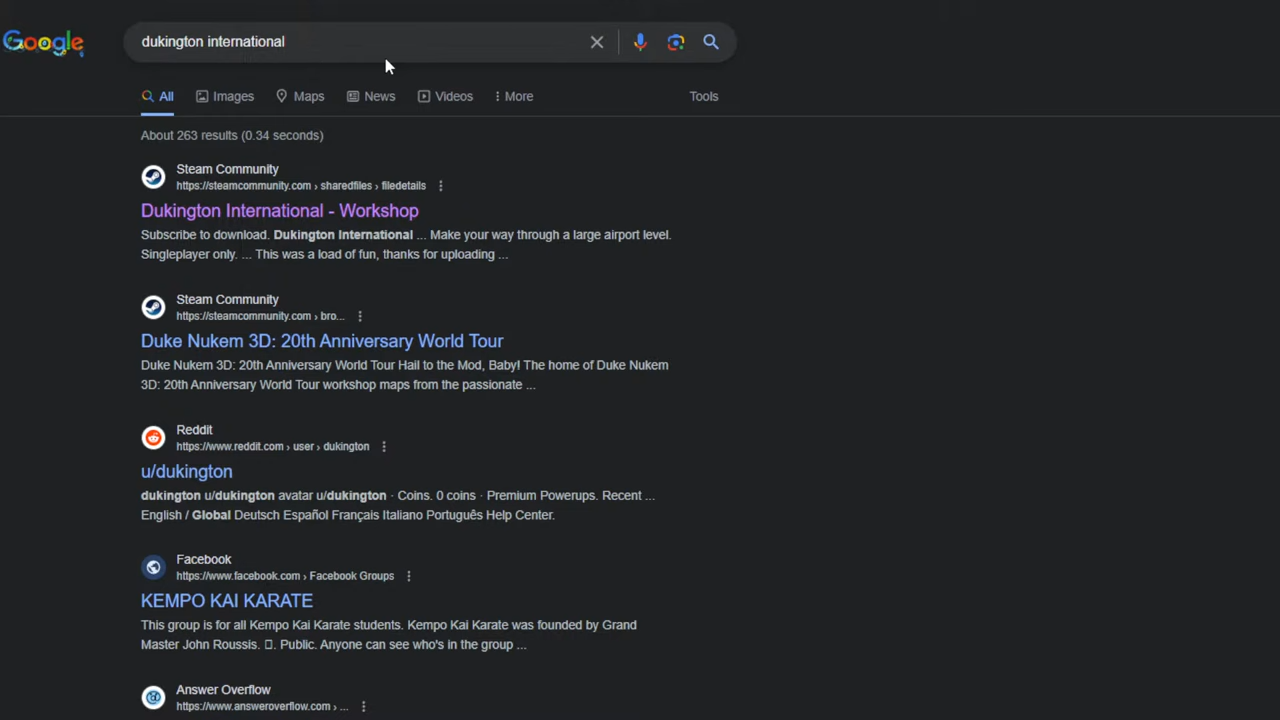 Google
dukington international
All Images Maps News Videos More Tools
About 263 results (0.34 seconds)
Steam Community
https://steamcommunity.com › sharedfiles › filedetails
Dukington International - Workshop
Subscribe to download. Dukington International ... Make your way through a large airport level.
Singleplayer only. ... This was a load of fun, thanks for uploading ...
Steam Community
https://steamcommunity.com › bro...
Duke Nukem 3D: 20th Anniversary World Tour
Duke Nukem 3D: 20th Anniversary World Tour Hail to the Mod, Baby! The home of Duke Nukem
3D: 20th Anniversary World Tour workshop maps from the passionate ...
Reddit
https://www.reddit.com › user › dukington
u/dukington
dukington u/dukington avatar u/dukington · Coins. 0 coins · Premium Powerups. Recent ...
English / Global Deutsch Español Français Italiano Português Help Center.
Facebook
https://www.facebook.com › Facebook Groups
KEMPO KAI KARATE
This group is for all Kempo Kai Karate students. Kempo Kai Karate was founded by Grand
Master John Roussis. . Public. Anyone can see who's in the group ...
Answer Overflow
https://www.answeroverflow.com › ...